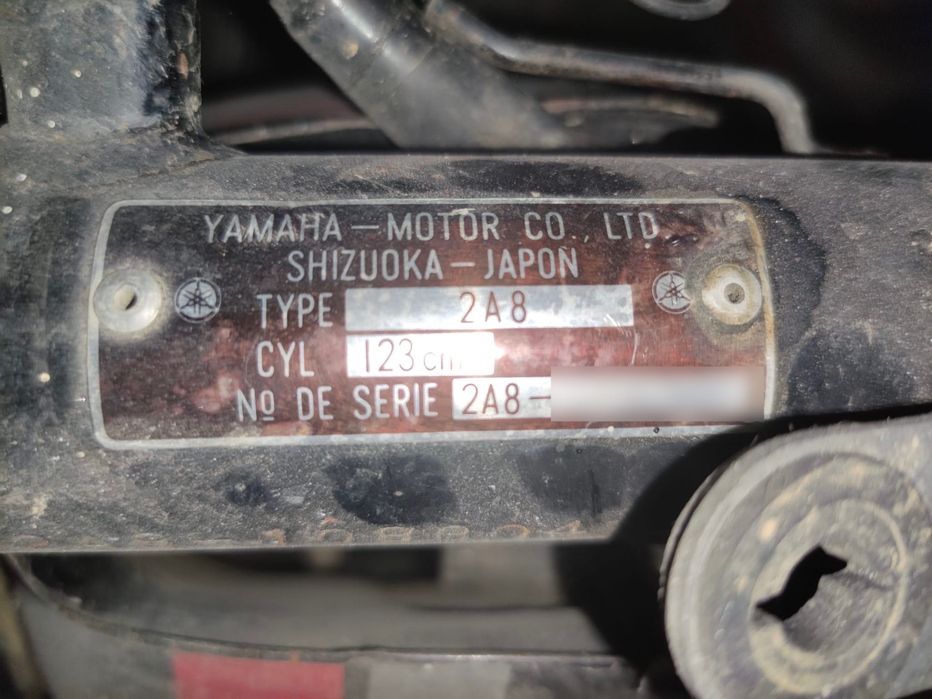 YAMAHA – MOTOR CO., LTD
SHIZUOKA – JAPON
TYPE 2A8
CYL 123 cm
Nº DE SERIE 2A8–